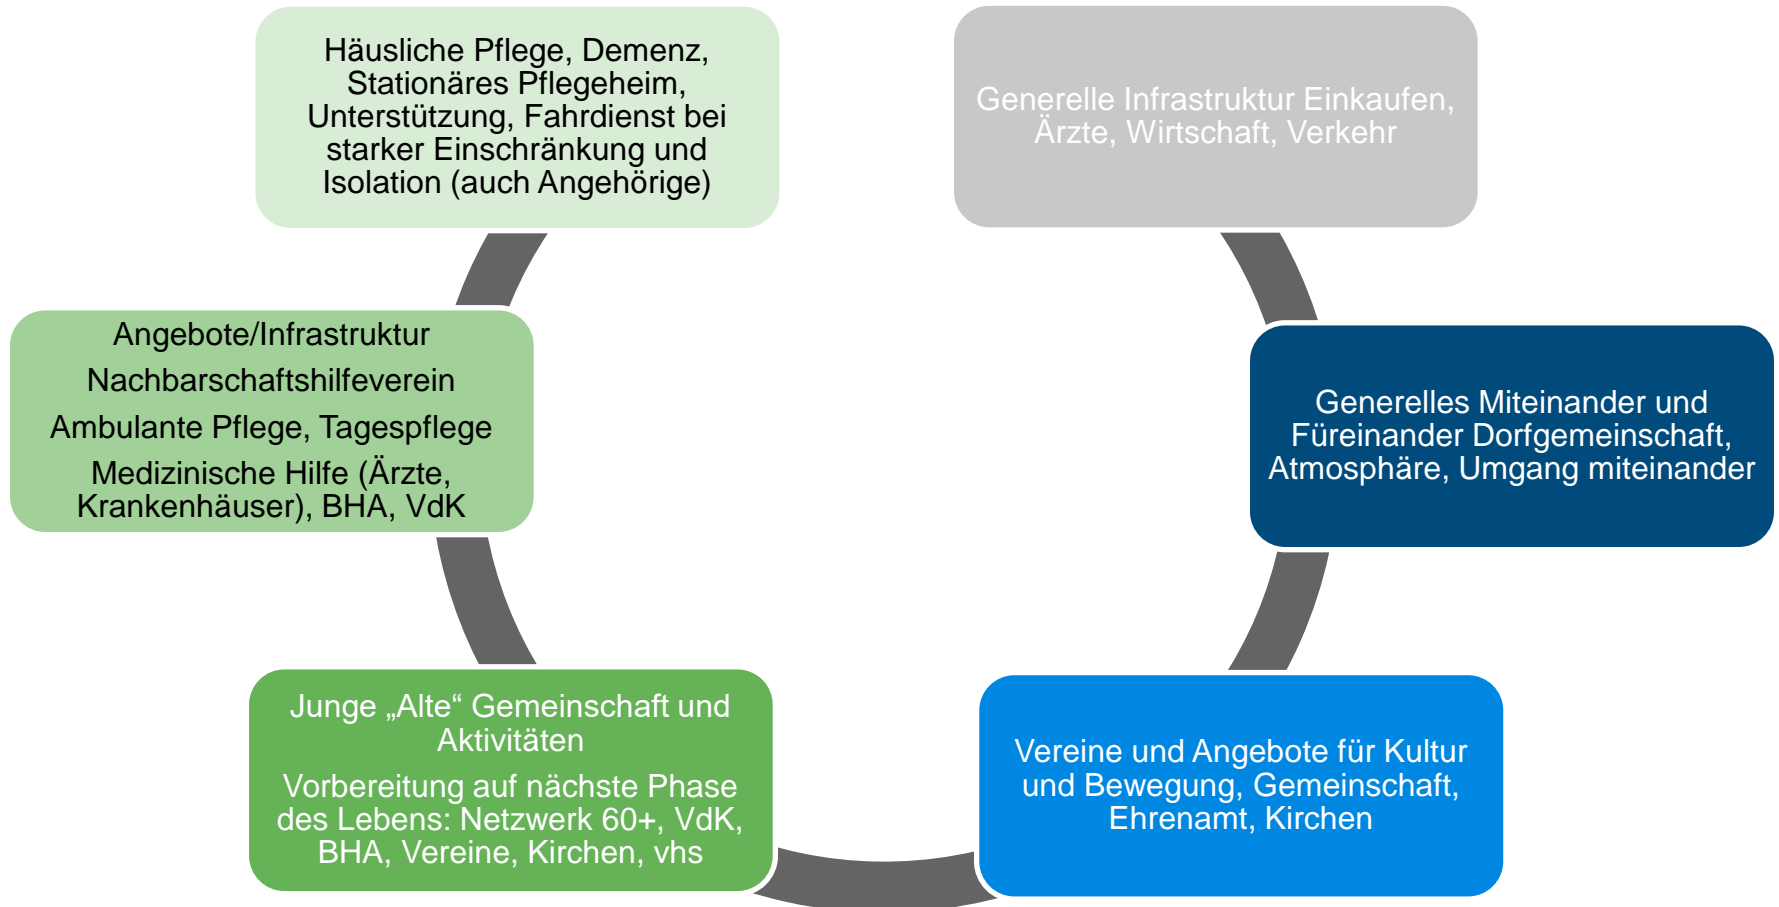 Häusliche Pflege, Demenz,
Stationäres Pflegeheim,
Unterstützung, Fahrdienst bei
starker Einschränkung und
Isolation (auch Angehörige)
Generelle Infrastruktur Einkaufen,
Ärzte, Wirtschaft, Verkehr
Angebote/Infrastruktur
Nachbarschaftshilfeverein
Ambulante Pflege, Tagespflege
Medizinische Hilfe (Ärzte,
Krankenhäuser), BHA, VdK
Generelles Miteinander und
Füreinander Dorfgemeinschaft,
Atmosphäre, Umgang miteinander
Junge „Alte“ Gemeinschaft und
Aktivitäten
Vorbereitung auf nächste Phase
des Lebens: Netzwerk 60+, VdK,
BHA, Vereine, Kirchen, vhs
Vereine und Angebote für Kultur
und Bewegung, Gemeinschaft,
Ehrenamt, Kirchen